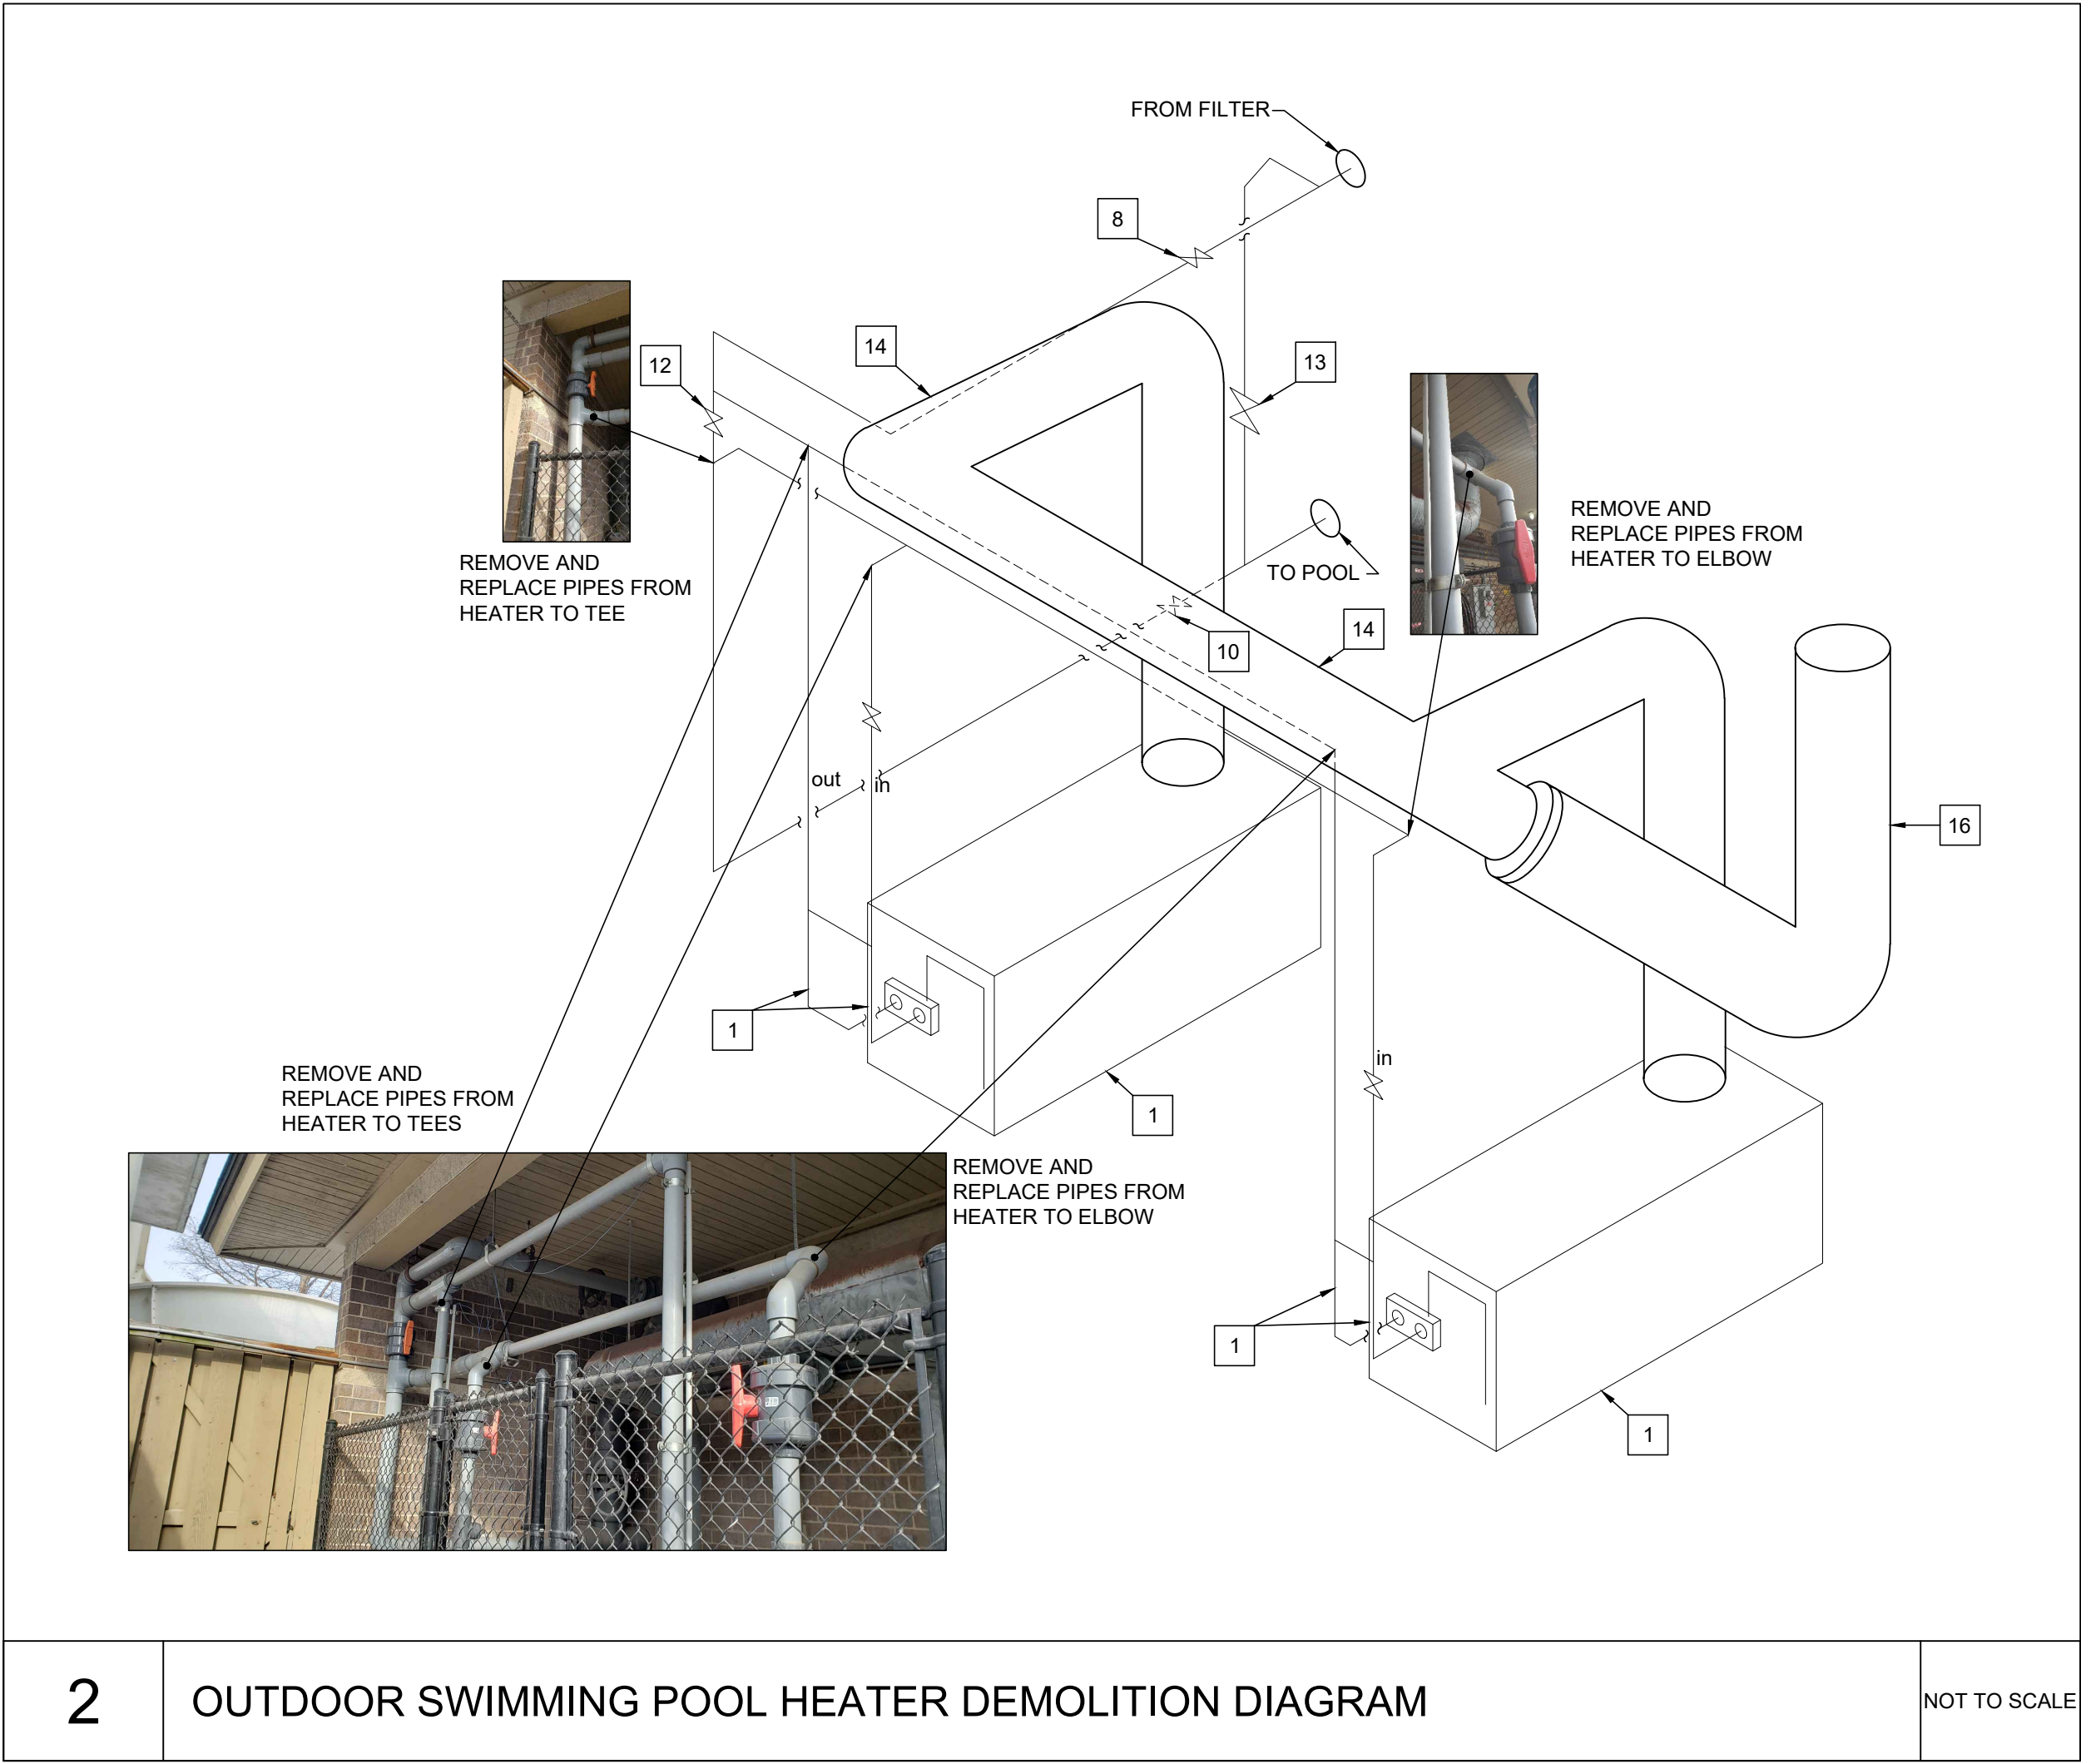 FROM FILTER
8
12
14
13
REMOVE AND
REPLACE PIPES FROM
HEATER TO ELBOW
REMOVE AND
REPLACE PIPES FROM
HEATER TO TEE
TO POOL
14
10
out
in
16
1
in
REMOVE AND
REPLACE PIPES FROM
HEATER TO TEES
1
REMOVE AND
REPLACE PIPES FROM
HEATER TO ELBOW
1
1
2
OUTDOOR SWIMMING POOL HEATER DEMOLITION DIAGRAM
NOT TO SCALE